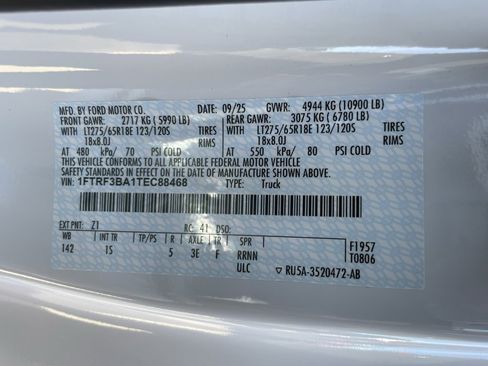 MFD. BY FORD MOTOR CO. 09/25 GVWR: 4944 KG (10900 LB)
FRONT GAWR: 2717 KG (5990 LB) REAR GAWR: 3075 KG (6780 LB)
WITH LT275/65R18E 123/120S TIRES WITH LT275/65R18E 123/120S TIRES
18x8.0J RIMS 18x8.0J RIMS
AT 480 kPa/ 70 PSI COLD AT 550 kPa/ 80 PSI COLD
THIS VEHICLE CONFORMS TO ALL APPLICABLE FEDERAL MOTOR VEHICLE
SAFETY STANDARDS IN EFFECT ON THE DATE OF MANUFACTURE SHOWN ABOVE.
VIN: 1FTRF3BA1TEC88468 TYPE: Truck
EXT PNT: Z1 RC: 41 DSO:
WB INT TR TP/PS R AXLE TR SPR
142 1S 5 3E F RRNN
ULC
F1957
T0806
RU5A-3520472-AB